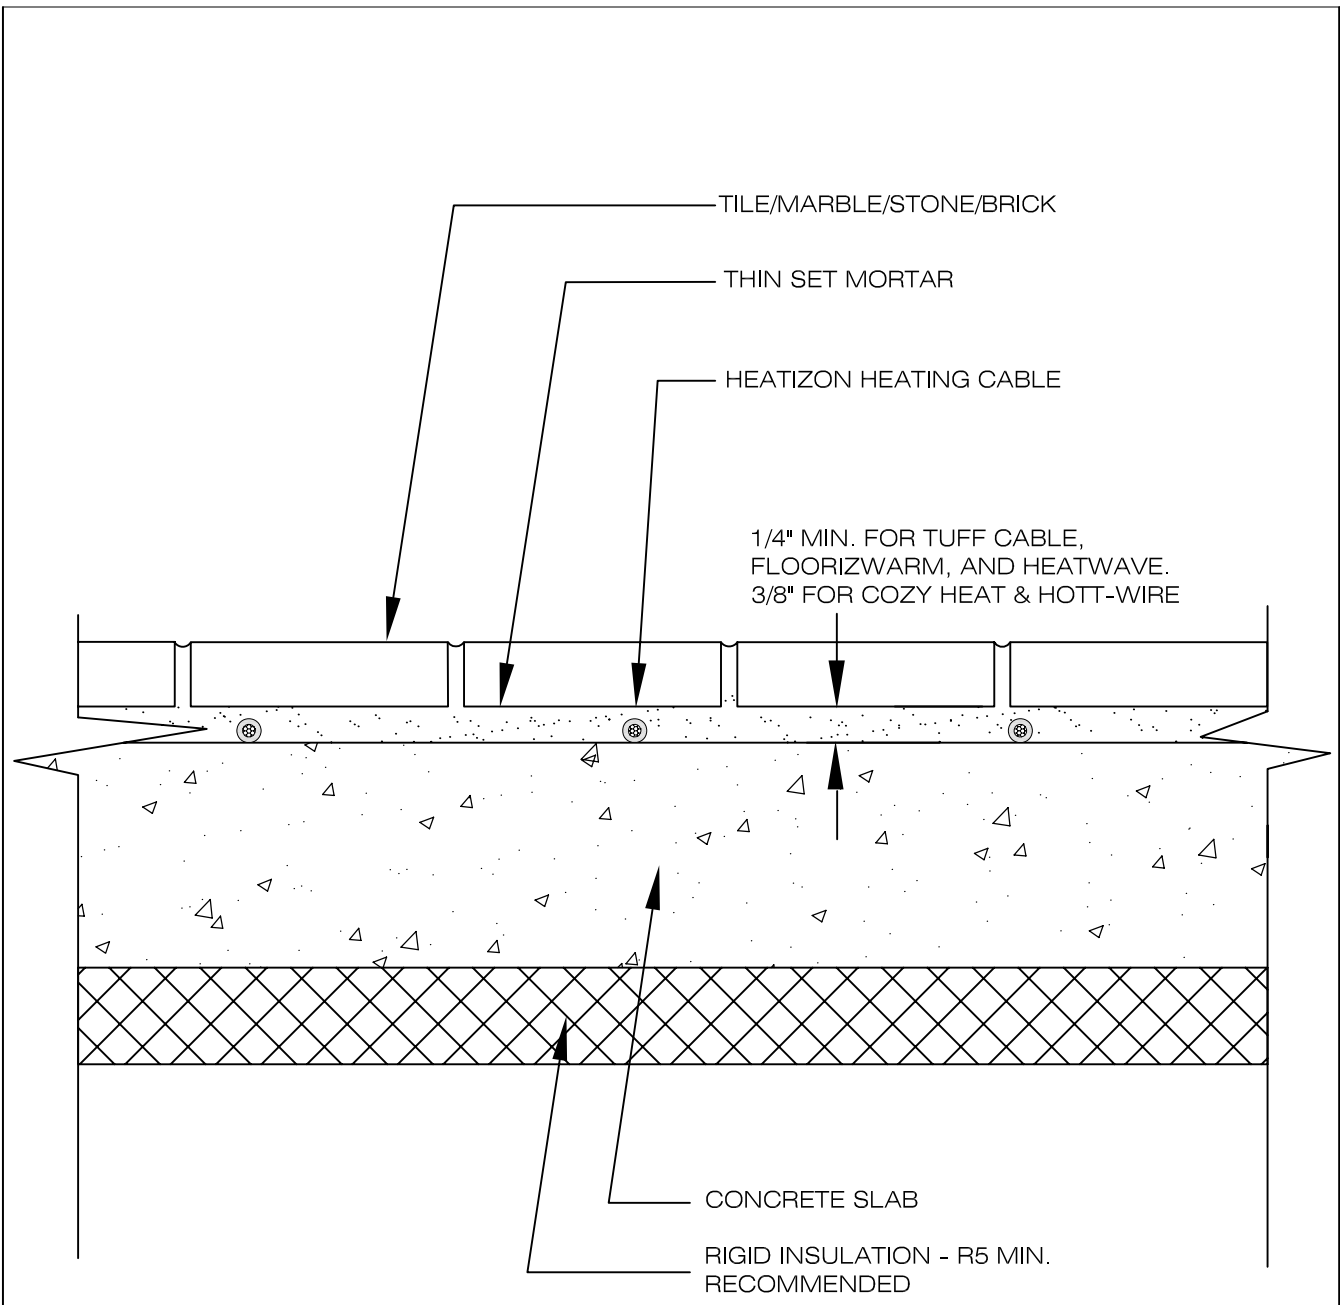 TILE/MARBLE/STONE/BRICK
THIN SET MORTAR
HEATIZON HEATING CABLE
1/4" MIN. FOR TUFF CABLE,
FLOORIZWARM, AND HEATWAVE.
3/8" FOR COZY HEAT & HOTT-WIRE
CONCRETE SLAB
RIGID INSULATION - R5 MIN.
RECOMMENDED